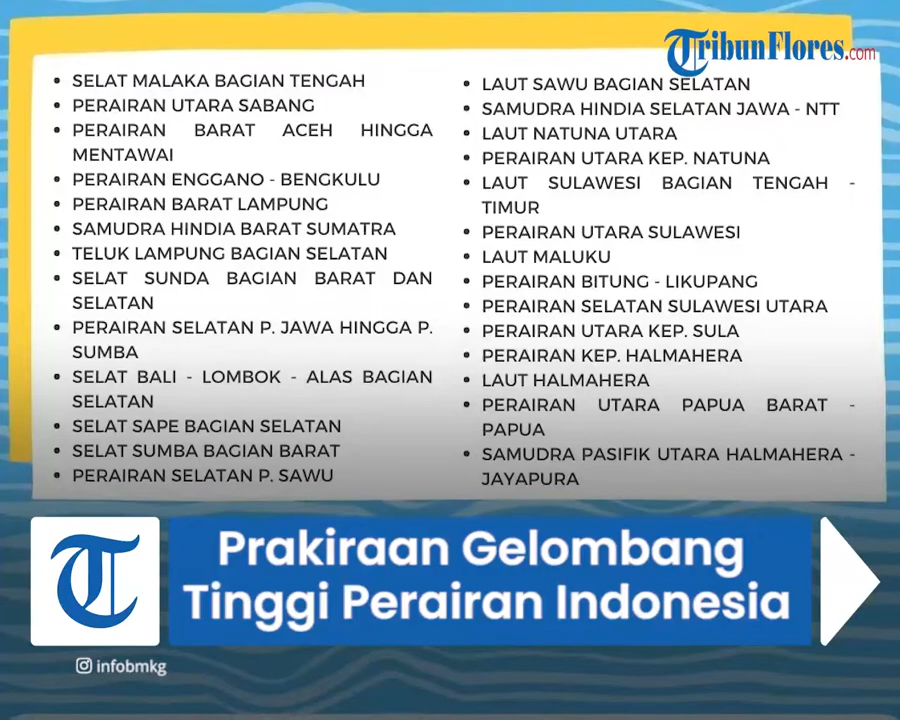 TribunFlores.com
SELAT MALAKA BAGIAN TENGAH
PERAIRAN UTARA SABANG
PERAIRAN BARAT ACEH HINGGA
MENTAWAI
PERAIRAN ENGGANO - BENGKULU
PERAIRAN BARAT LAMPUNG
SAMUDRA HINDIA BARAT SUMATRA
TELUK LAMPUNG BAGIAN SELATAN
SELAT SUNDA BAGIAN BARAT DAN
SELATAN
PERAIRAN SELATAN P. JAWA HINGGA P.
SUMBA
SELAT BALI - LOMBOK - ALAS BAGIAN
SELATAN
SELAT SAPE BAGIAN SELATAN
SELAT SUMBA BAGIAN BARAT
PERAIRAN SELATAN P. SAWU
LAUT SAWU BAGIAN SELATAN
SAMUDRA HINDIA SELATAN JAWA - NTT
LAUT NATUNA UTARA
PERAIRAN UTARA KEP. NATUNA
LAUT SULAWESI BAGIAN TENGAH -
TIMUR
PERAIRAN UTARA SULAWESI
LAUT MALUKU
PERAIRAN BITUNG - LIKUPANG
PERAIRAN SELATAN SULAWESI UTARA
PERAIRAN UTARA KEP. SULA
PERAIRAN KEP. HALMAHERA
LAUT HALMAHERA
PERAIRAN UTARA PAPUA BARAT -
PAPUA
SAMUDRA PASIFIK UTARA HALMAHERA -
JAYAPURA
T
Prakiraan Gelombang
Tinggi Perairan Indonesia
infobmkg